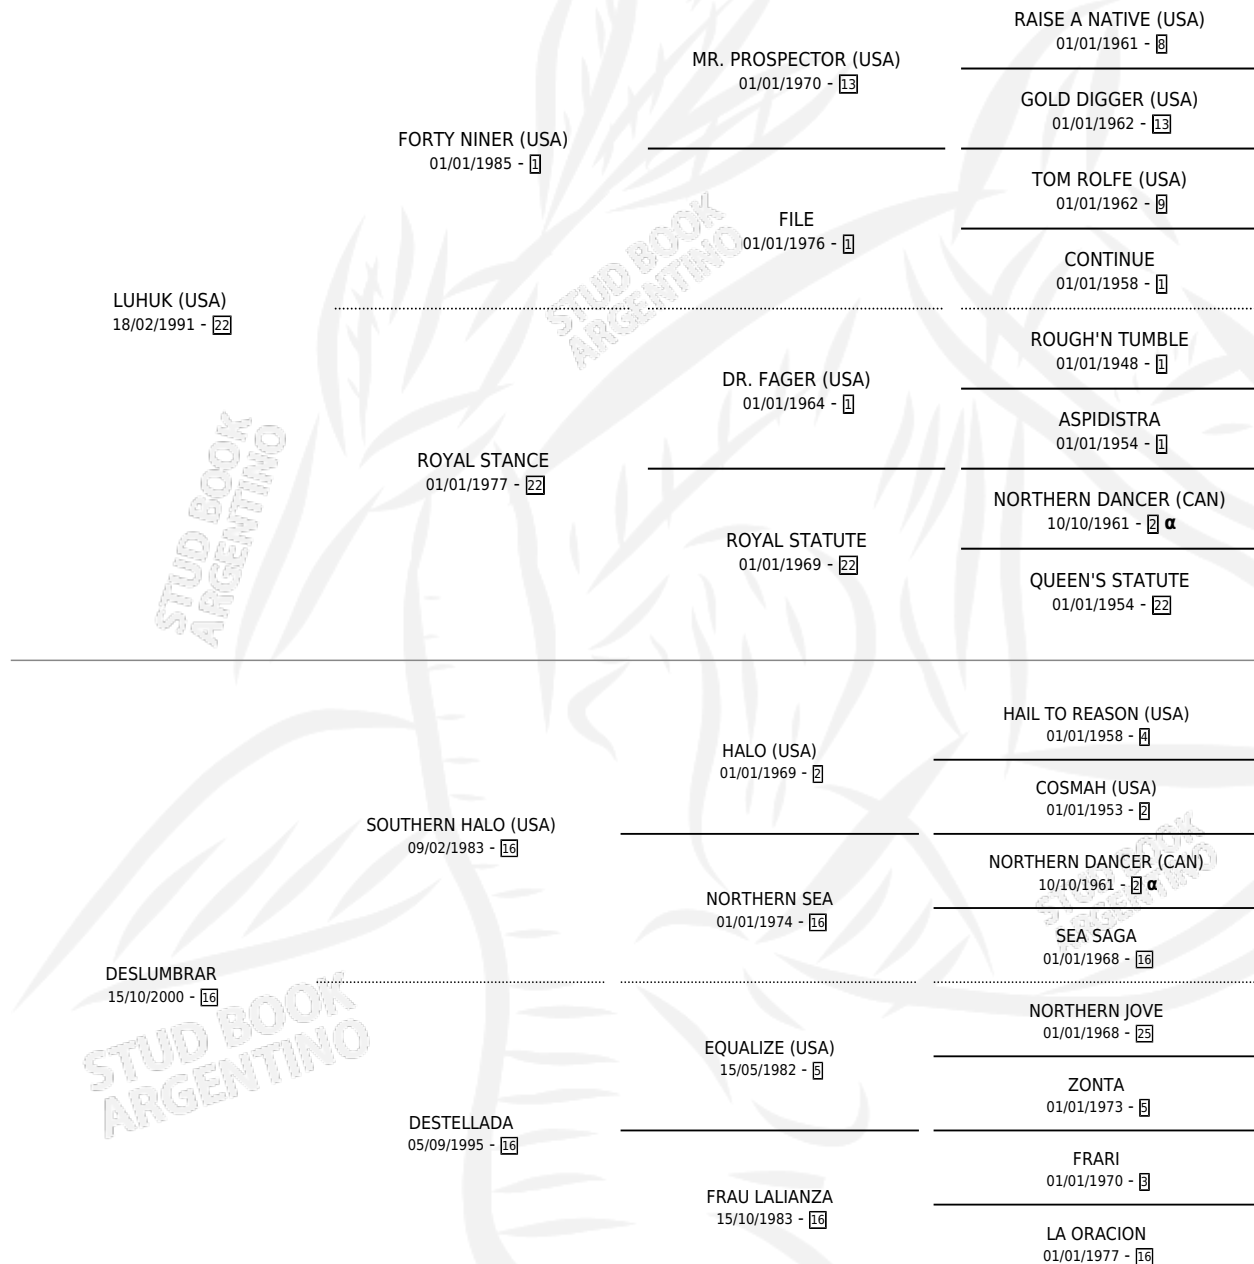 RAISE A NATIVE (USA)
01/01/1961 - 8
MR. PROSPECTOR (USA)
01/01/1970 - 13
GOLD DIGGER (USA)
01/01/1962 - 13
FORTY NINER (USA)
01/01/1985 - 1
TOM ROLFE (USA)
01/01/1962 - 9
FILE
01/01/1976 - 1
CONTINUE
01/01/1958 - 1
STUD BOOK
ARGENTINO
LUHUK (USA)
18/02/1991 - 22
ROUGH'N TUMBLE
01/01/1948 - 1
DR. FAGER (USA)
01/01/1964 - 1
ASPIDISTRA
01/01/1954 - 1
ROYAL STANCE
01/01/1977 - 22
NORTHERN DANCER (CAN)
10/10/1961 - 2 α
ROYAL STATUTE
01/01/1969 - 22
QUEEN'S STATUTE
01/01/1954 - 22
STUD BOOK
ARGENTINO
HAIL TO REASON (USA)
01/01/1958 - 4
HALO (USA)
01/01/1969 - 2
COSMAH (USA)
01/01/1953 - 2
SOUTHERN HALO (USA)
09/02/1983 - 16
NORTHERN DANCER (CAN)
10/10/1961 - 2 α
STUD BOOK
ARGENTINO
NORTHERN SEA
01/01/1974 - 16
SEA SAGA
01/01/1968 - 16
DESLUMBRAR
15/10/2000 - 16
STUD BOOK
ARGENTINO
NORTHERN JOVE
01/01/1968 - 25
EQUALIZE (USA)
15/05/1982 - 5
ZONTA
01/01/1973 - 5
DESTELLADA
05/09/1995 - 16
FRARI
01/01/1970 - 3
FRAU LALIANZA
15/10/1983 - 16
LA ORACION
01/01/1977 - 16